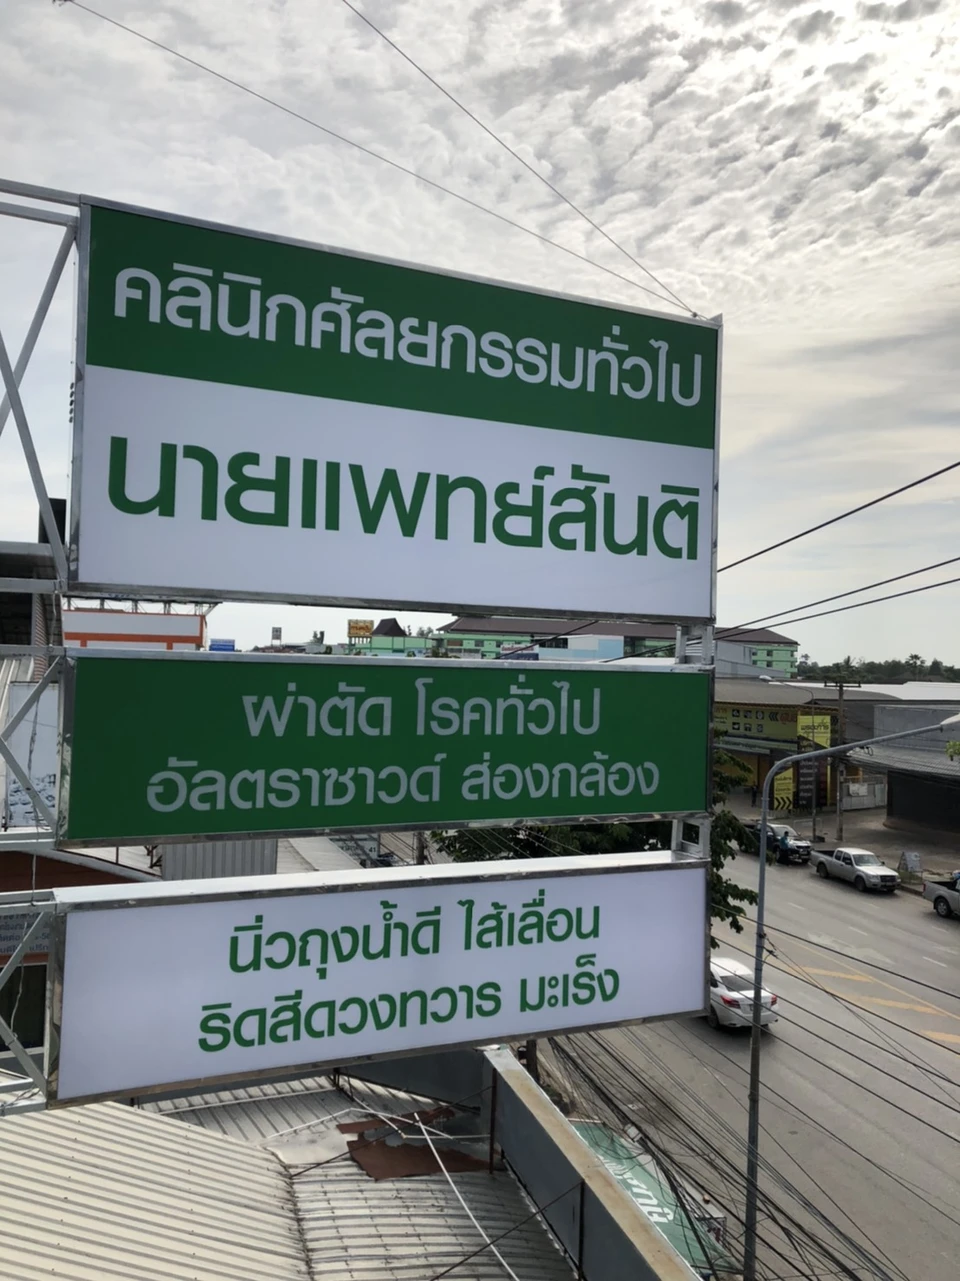 คลินิกศัลยกรรมทั่วไป
นายแพทย์สันติ
ผ่าตัด โรคทั่วไป
อัลตราซาวด์ ส่องกล้อง
นิ่วถุงน้ำดี ไส้เลื่อน
ริดสีดวงทวาร มะเร็ง